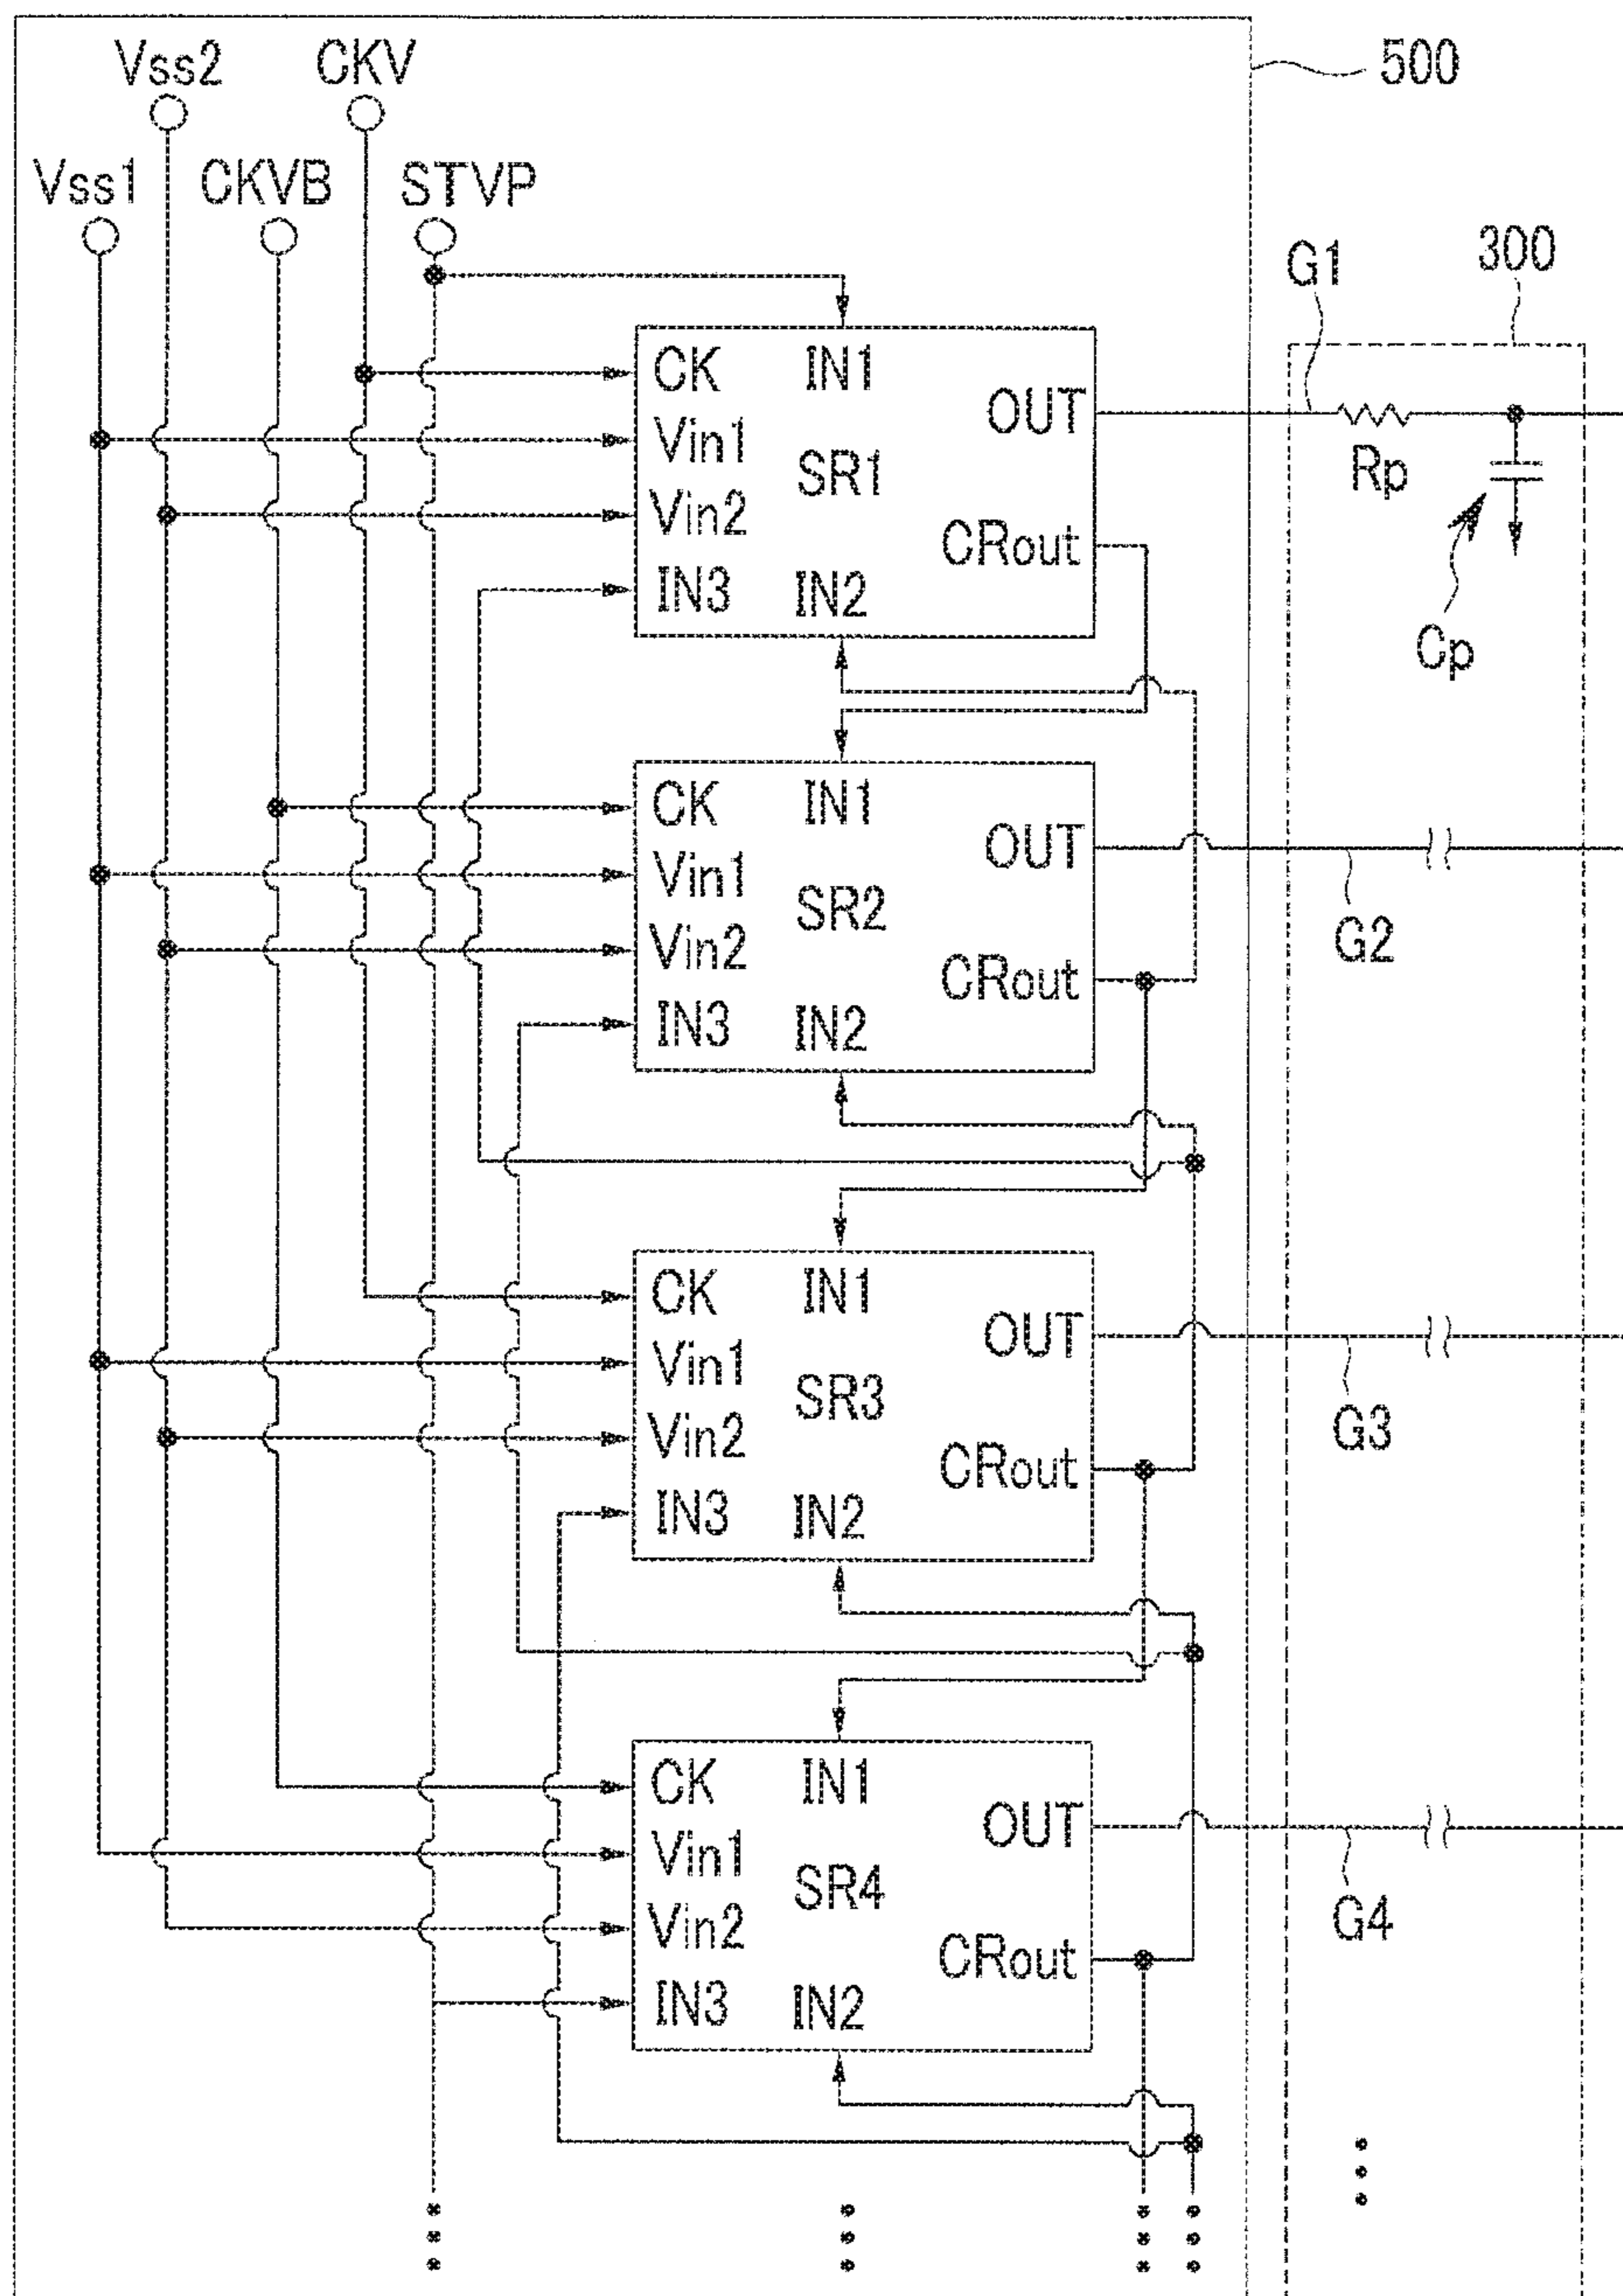 Vss2 CKV
500
Vss1 CKVB STVP
G1 300
CK IN1
OUT
Vin1
SR1
Rp
Vin2
CRout
IN3 IN2
Cp
CK IN1
OUT
Vin1
SR2
G2
Vin2
CRout
IN3 IN2
CK IN1
OUT
Vin1
SR3
G3
Vin2
CRout
IN3 IN2
CK IN1
OUT
Vin1
SR4
G4
Vin2
CRout
IN3 IN2